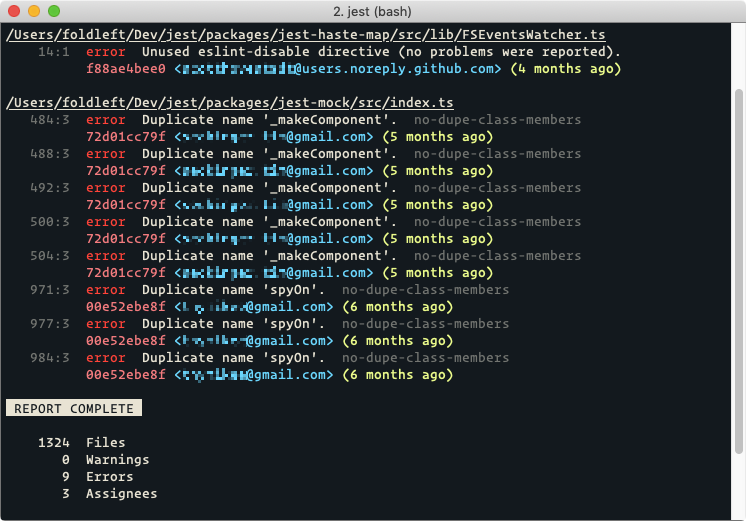 2. jest (bash)
/Users/foldleft/Dev/jest/packages/jest-haste-map/src/lib/FSEventsWatcher.ts
14:1 error Unused eslint-disable directive (no problems were reported).
f88ae4bee0 < @users.noreply.github.com> (4 months ago)
/Users/foldleft/Dev/jest/packages/jest-mock/src/index.ts
484:3 error Duplicate name '_makeComponent'. no-dupe-class-members
72d01cc79f < @gmail.com> (5 months ago)
488:3 error Duplicate name '_makeComponent'. no-dupe-class-members
72d01cc79f < @gmail.com> (5 months ago)
492:3 error Duplicate name '_makeComponent'. no-dupe-class-members
72d01cc79f < @gmail.com> (5 months ago)
500:3 error Duplicate name '_makeComponent'. no-dupe-class-members
72d01cc79f < @gmail.com> (5 months ago)
504:3 error Duplicate name '_makeComponent'. no-dupe-class-members
72d01cc79f < @gmail.com> (5 months ago)
971:3 error Duplicate name 'spyOn'. no-dupe-class-members
00e52ebe8f < @gmail.com> (6 months ago)
977:3 error Duplicate name 'spyOn'. no-dupe-class-members
00e52ebe8f < @gmail.com> (6 months ago)
984:3 error Duplicate name 'spyOn'. no-dupe-class-members
00e52ebe8f < @gmail.com> (6 months ago)
REPORT COMPLETE
1324 Files
0 Warnings
9 Errors
3 Assignees